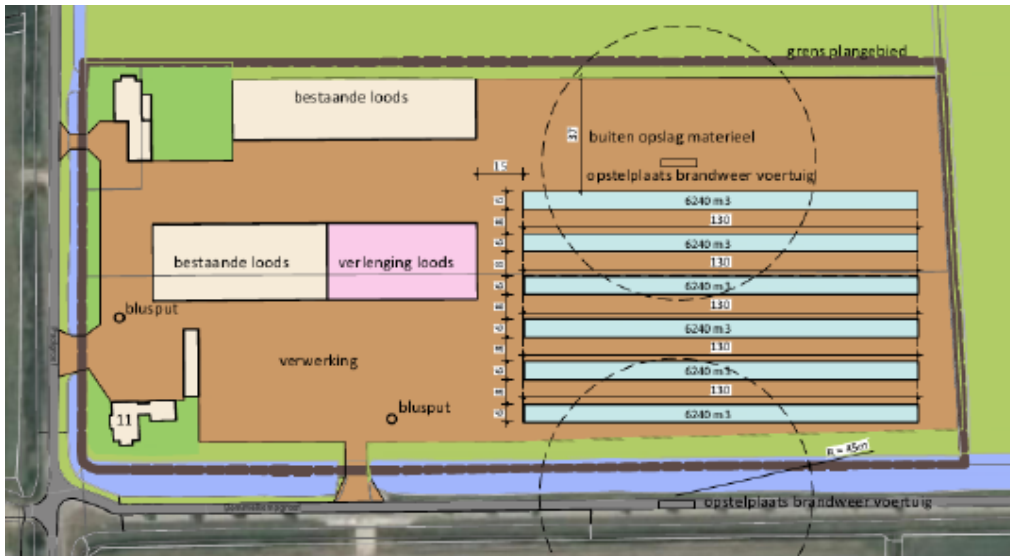 grens plangebied
bestaande loods
buiten opslag materieel
37
15
opstelplaats brandweer voertuig
6240 m3
130
6240 m3
130
bestaande loods
verlenging loods
6240 m3
130
blusput
6240 m3
130
verwerking
6240 m3
130
blusput
11
6240 m3
R = 45m
opstelplaats brandweer voertuig